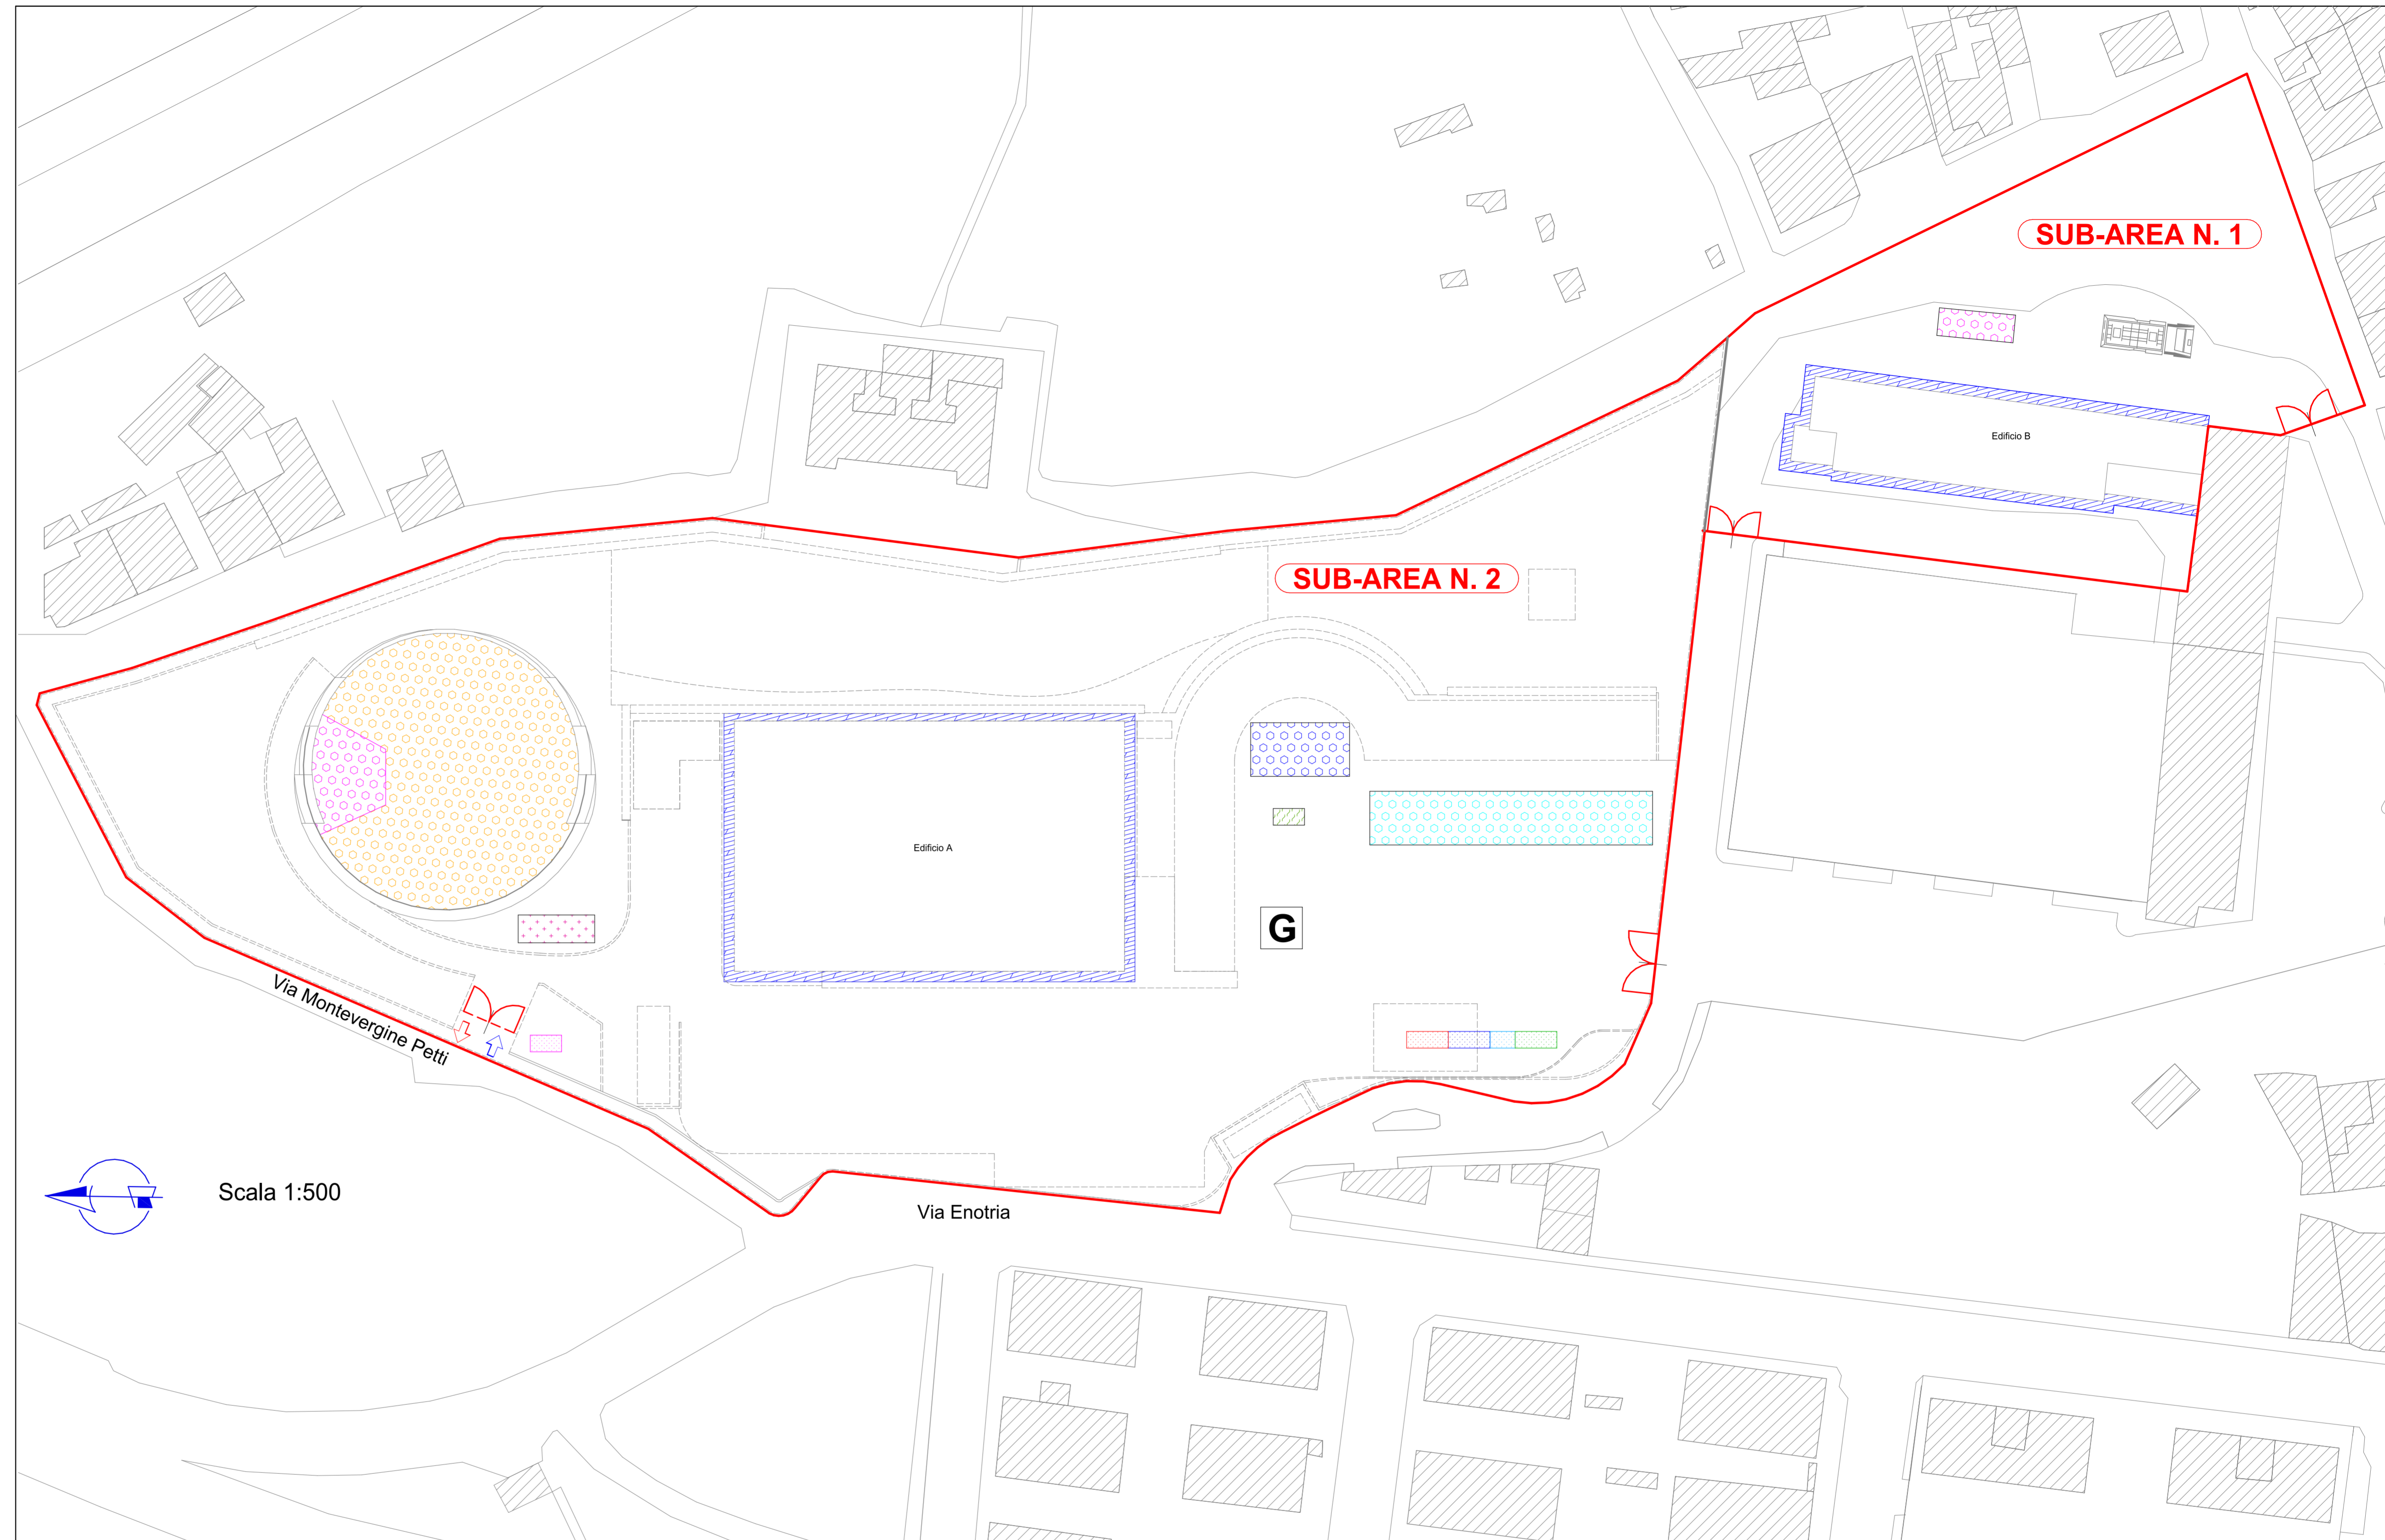 SUB-AREA N. 1
Edificio B
SUB-AREA N. 2
Edificio A
G
Via Montevergine Petti
Scala 1:500
Via Enotria